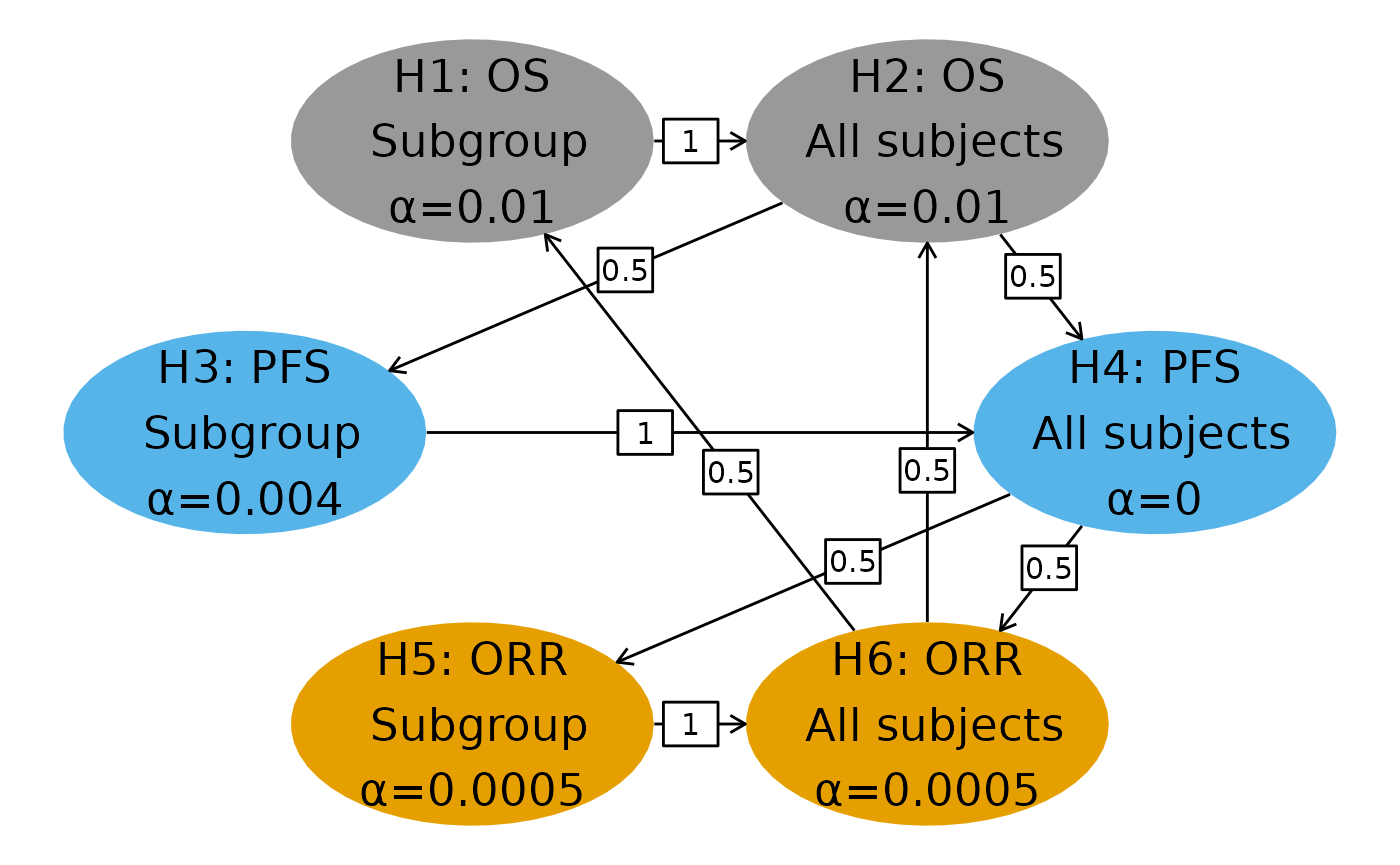 H1: OS
Subgroup
α=0.01
1
H2: OS
All subjects
α=0.01
0.5
0.5
H3: PFS
Subgroup
α=0.004
1
H4: PFS
All subjects
α=0
0.5
0.5
0.5
0.5
H5: ORR
Subgroup
α=0.0005
1
H6: ORR
All subjects
α=0.0005